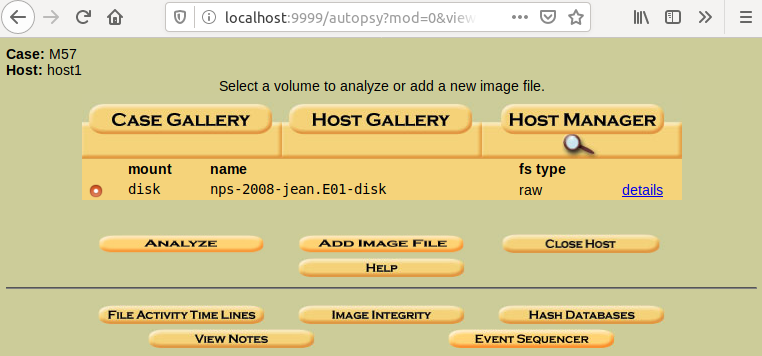 localhost:9999/autopsy?mod=0&view
Case: M57
Host: host1
Select a volume to analyze or add a new image file.
CASE GALLERY HOST GALLERY HOST MANAGER
mount name fs type
disk nps-2008-jean.E01-disk raw details
ANALYZE ADD IMAGE FILE CLOSE HOST
HELP
FILE ACTIVITY TIME LINES IMAGE INTEGRITY HASH DATABASES
VIEW NOTES EVENT SEQUENCER